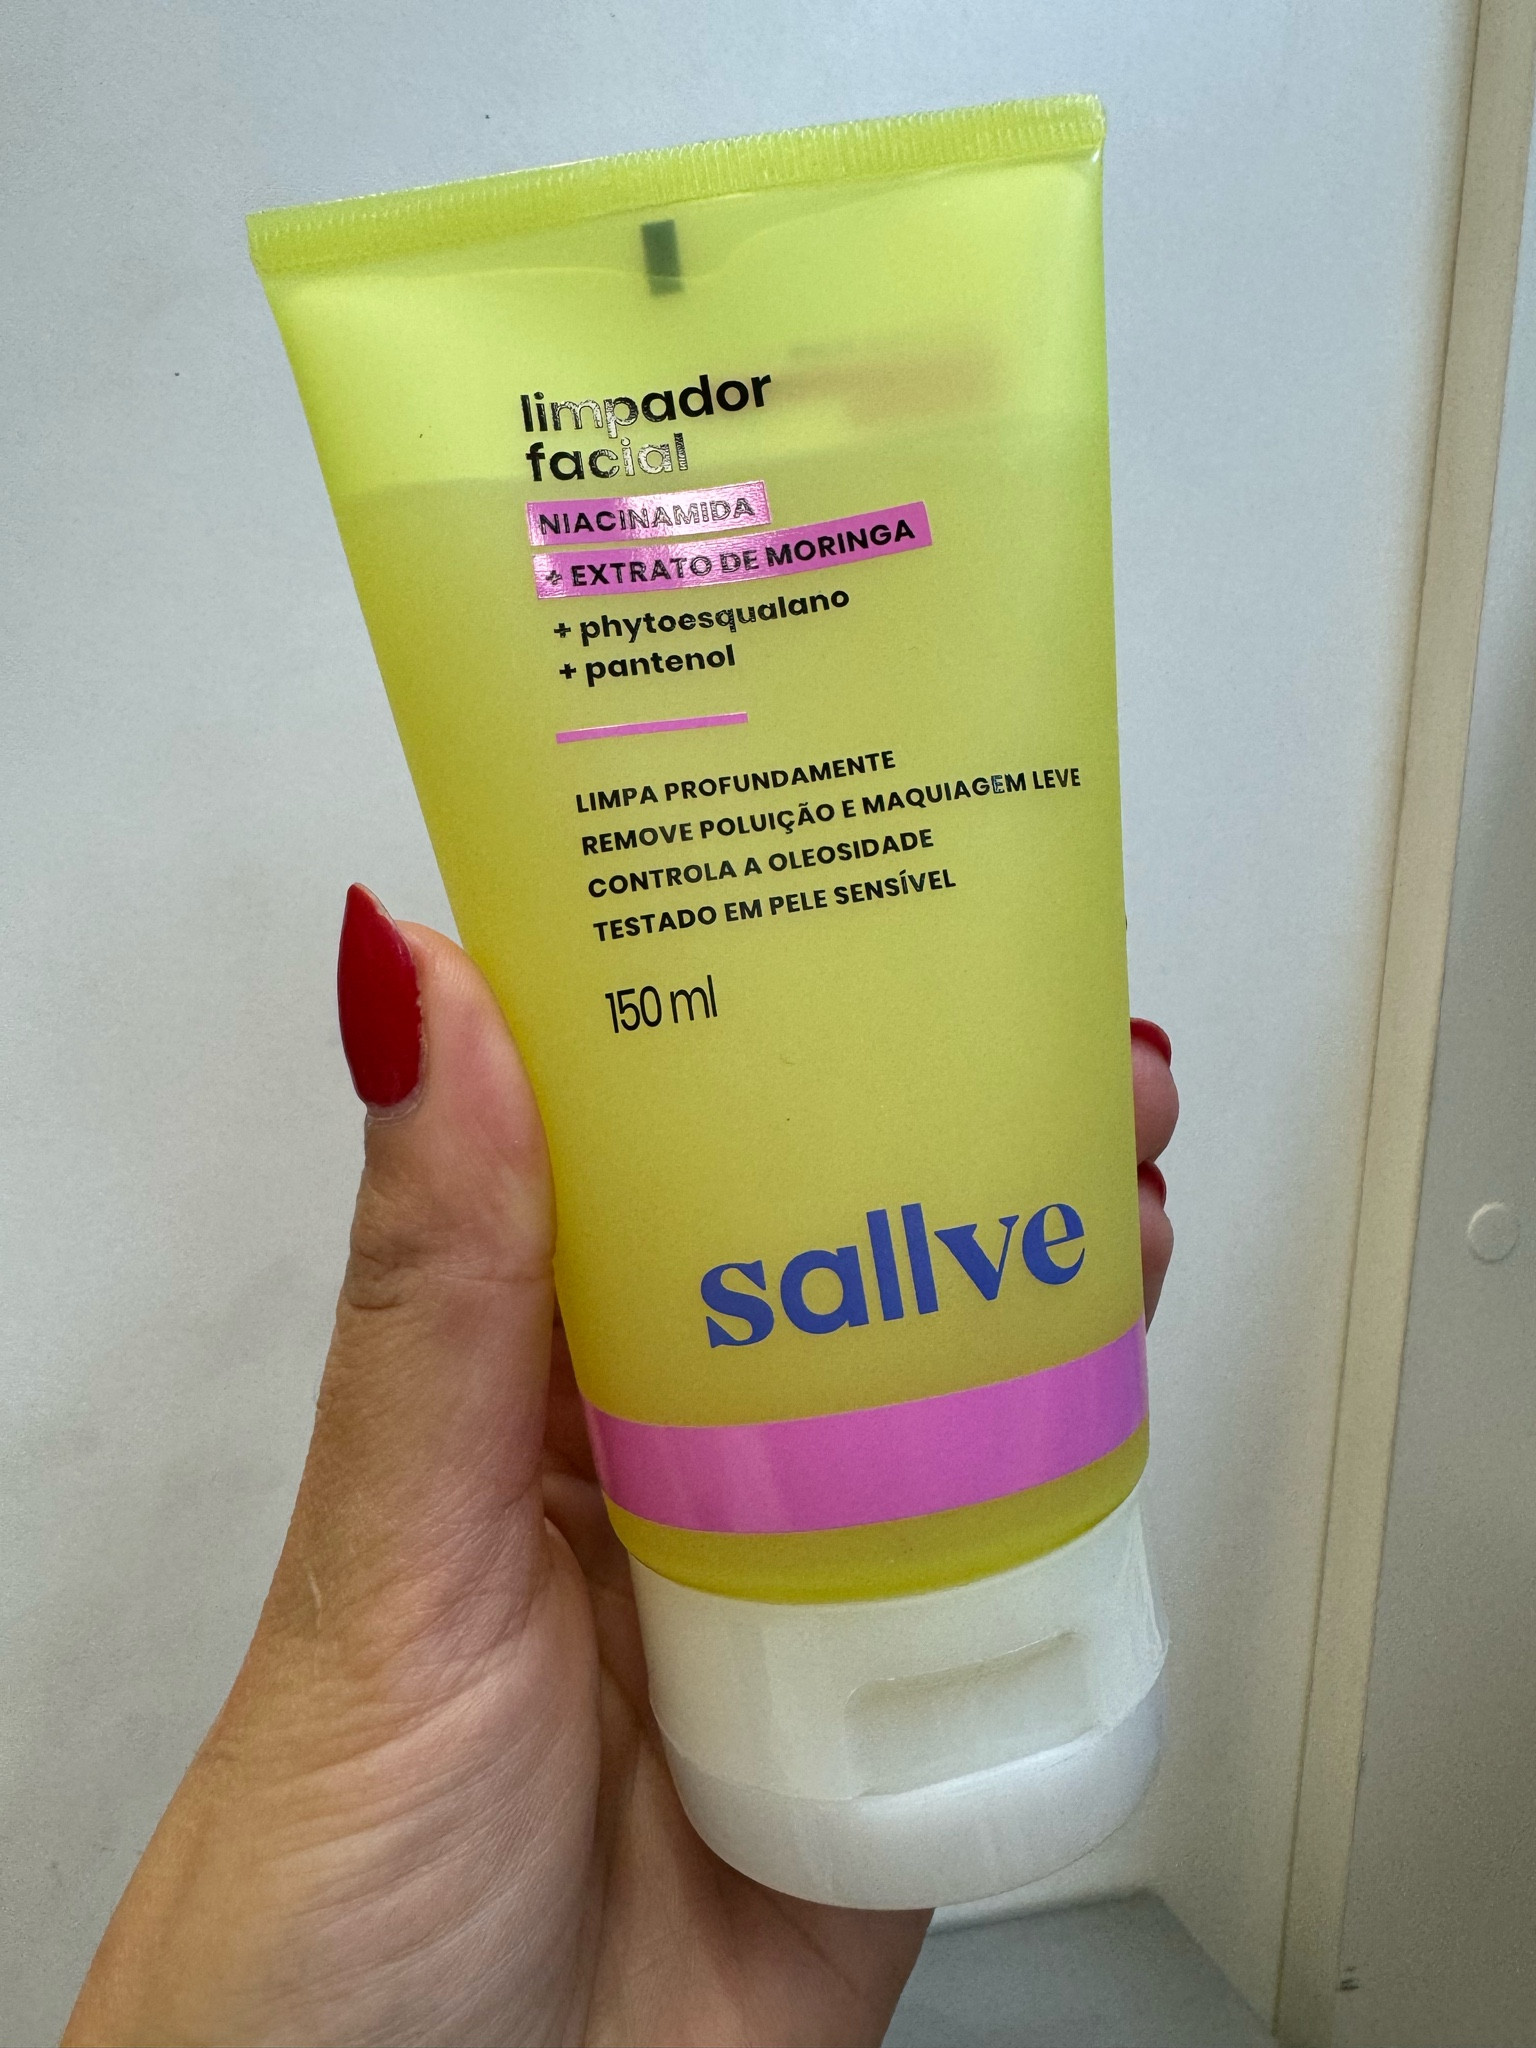 limpador
facial
NIACINAMIDA
+ EXTRATO DE MORINGA
+ phytoesqualano
+ pantenol
LIMPA PROFUNDAMENTE
REMOVE POLUIÇÃO E MAQUIAGEM LEVE
CONTROLA A OLEOSIDADE
TESTADO EM PELE SENSÍVEL
150 ml
sallve